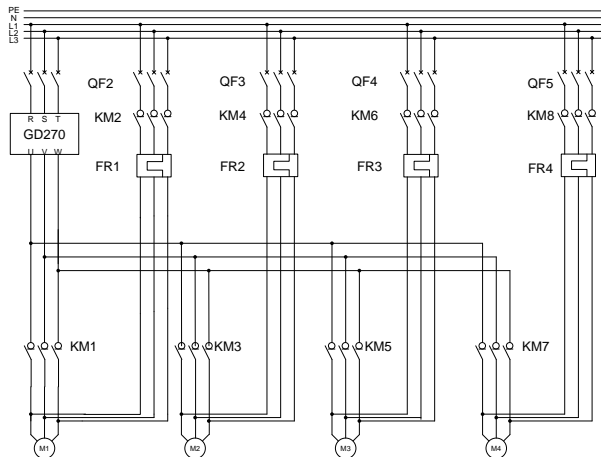 PE
N
L1
L2
L3
QF2 QF3 QF4 QF5
R S T
GD270
U V W
KM2 KM4 KM6 KM8
FR1 FR2 FR3 FR4
KM1 KM3 KM5 KM7
M1 M2 M3 M4